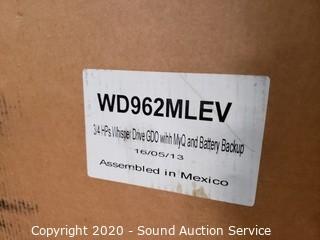 WD962MLEV
3/4 HPs Whisper Drive GDO wihh MyQ and Battery Backup
16/05/13
Assembled in Mexico
Copyright 2020 - Sound Auction Service